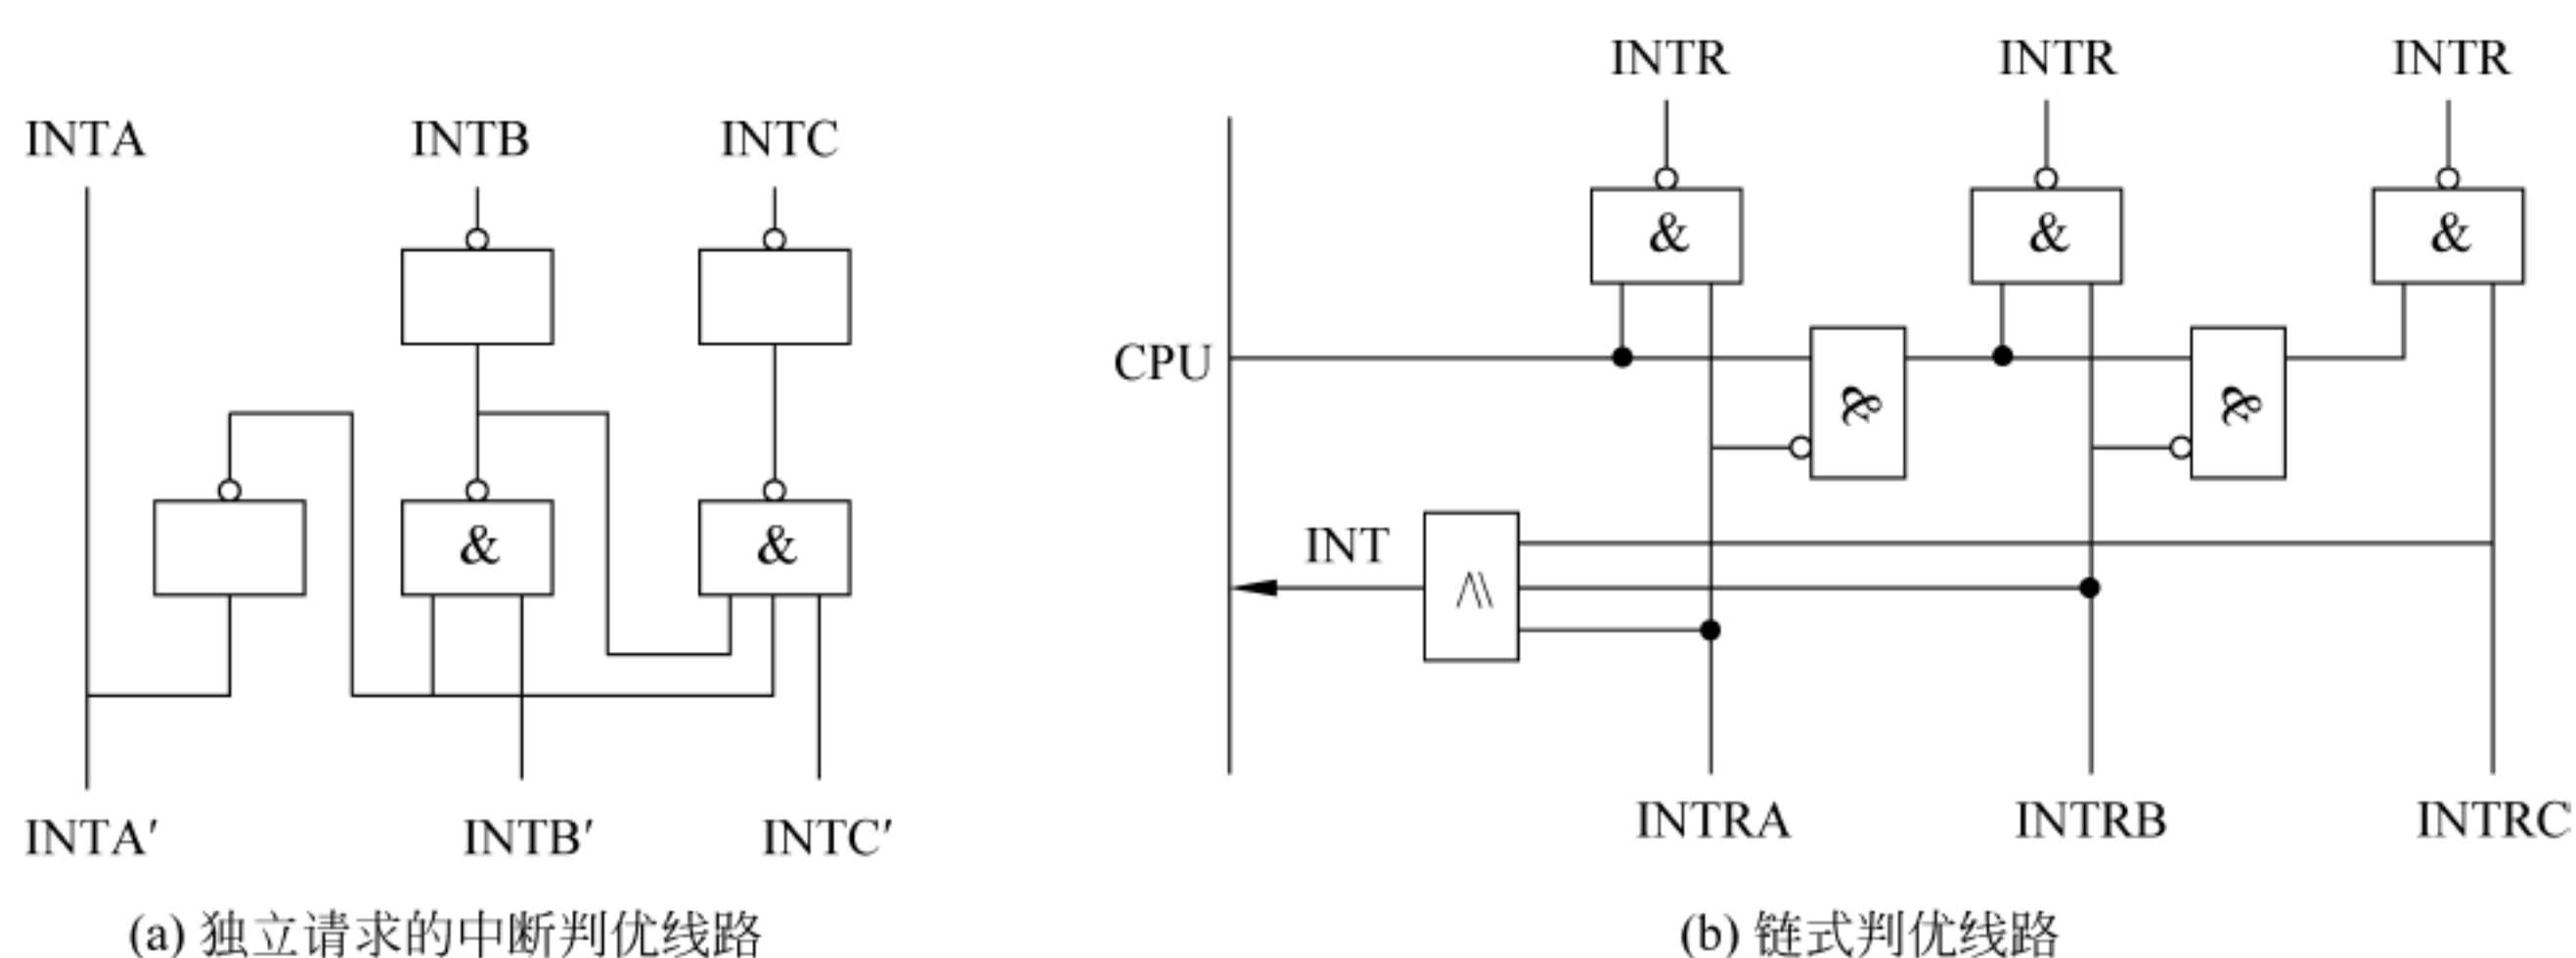 INTA
INTB
INTC
&
&
INTA′
INTB′
INTC′
(a) 独立请求的中断判优线路
INTR
INTR
INTR
&
&
&
CPU
&
&
INT
≥
INTRA
INTRB
INTRC
(b) 链式判优线路